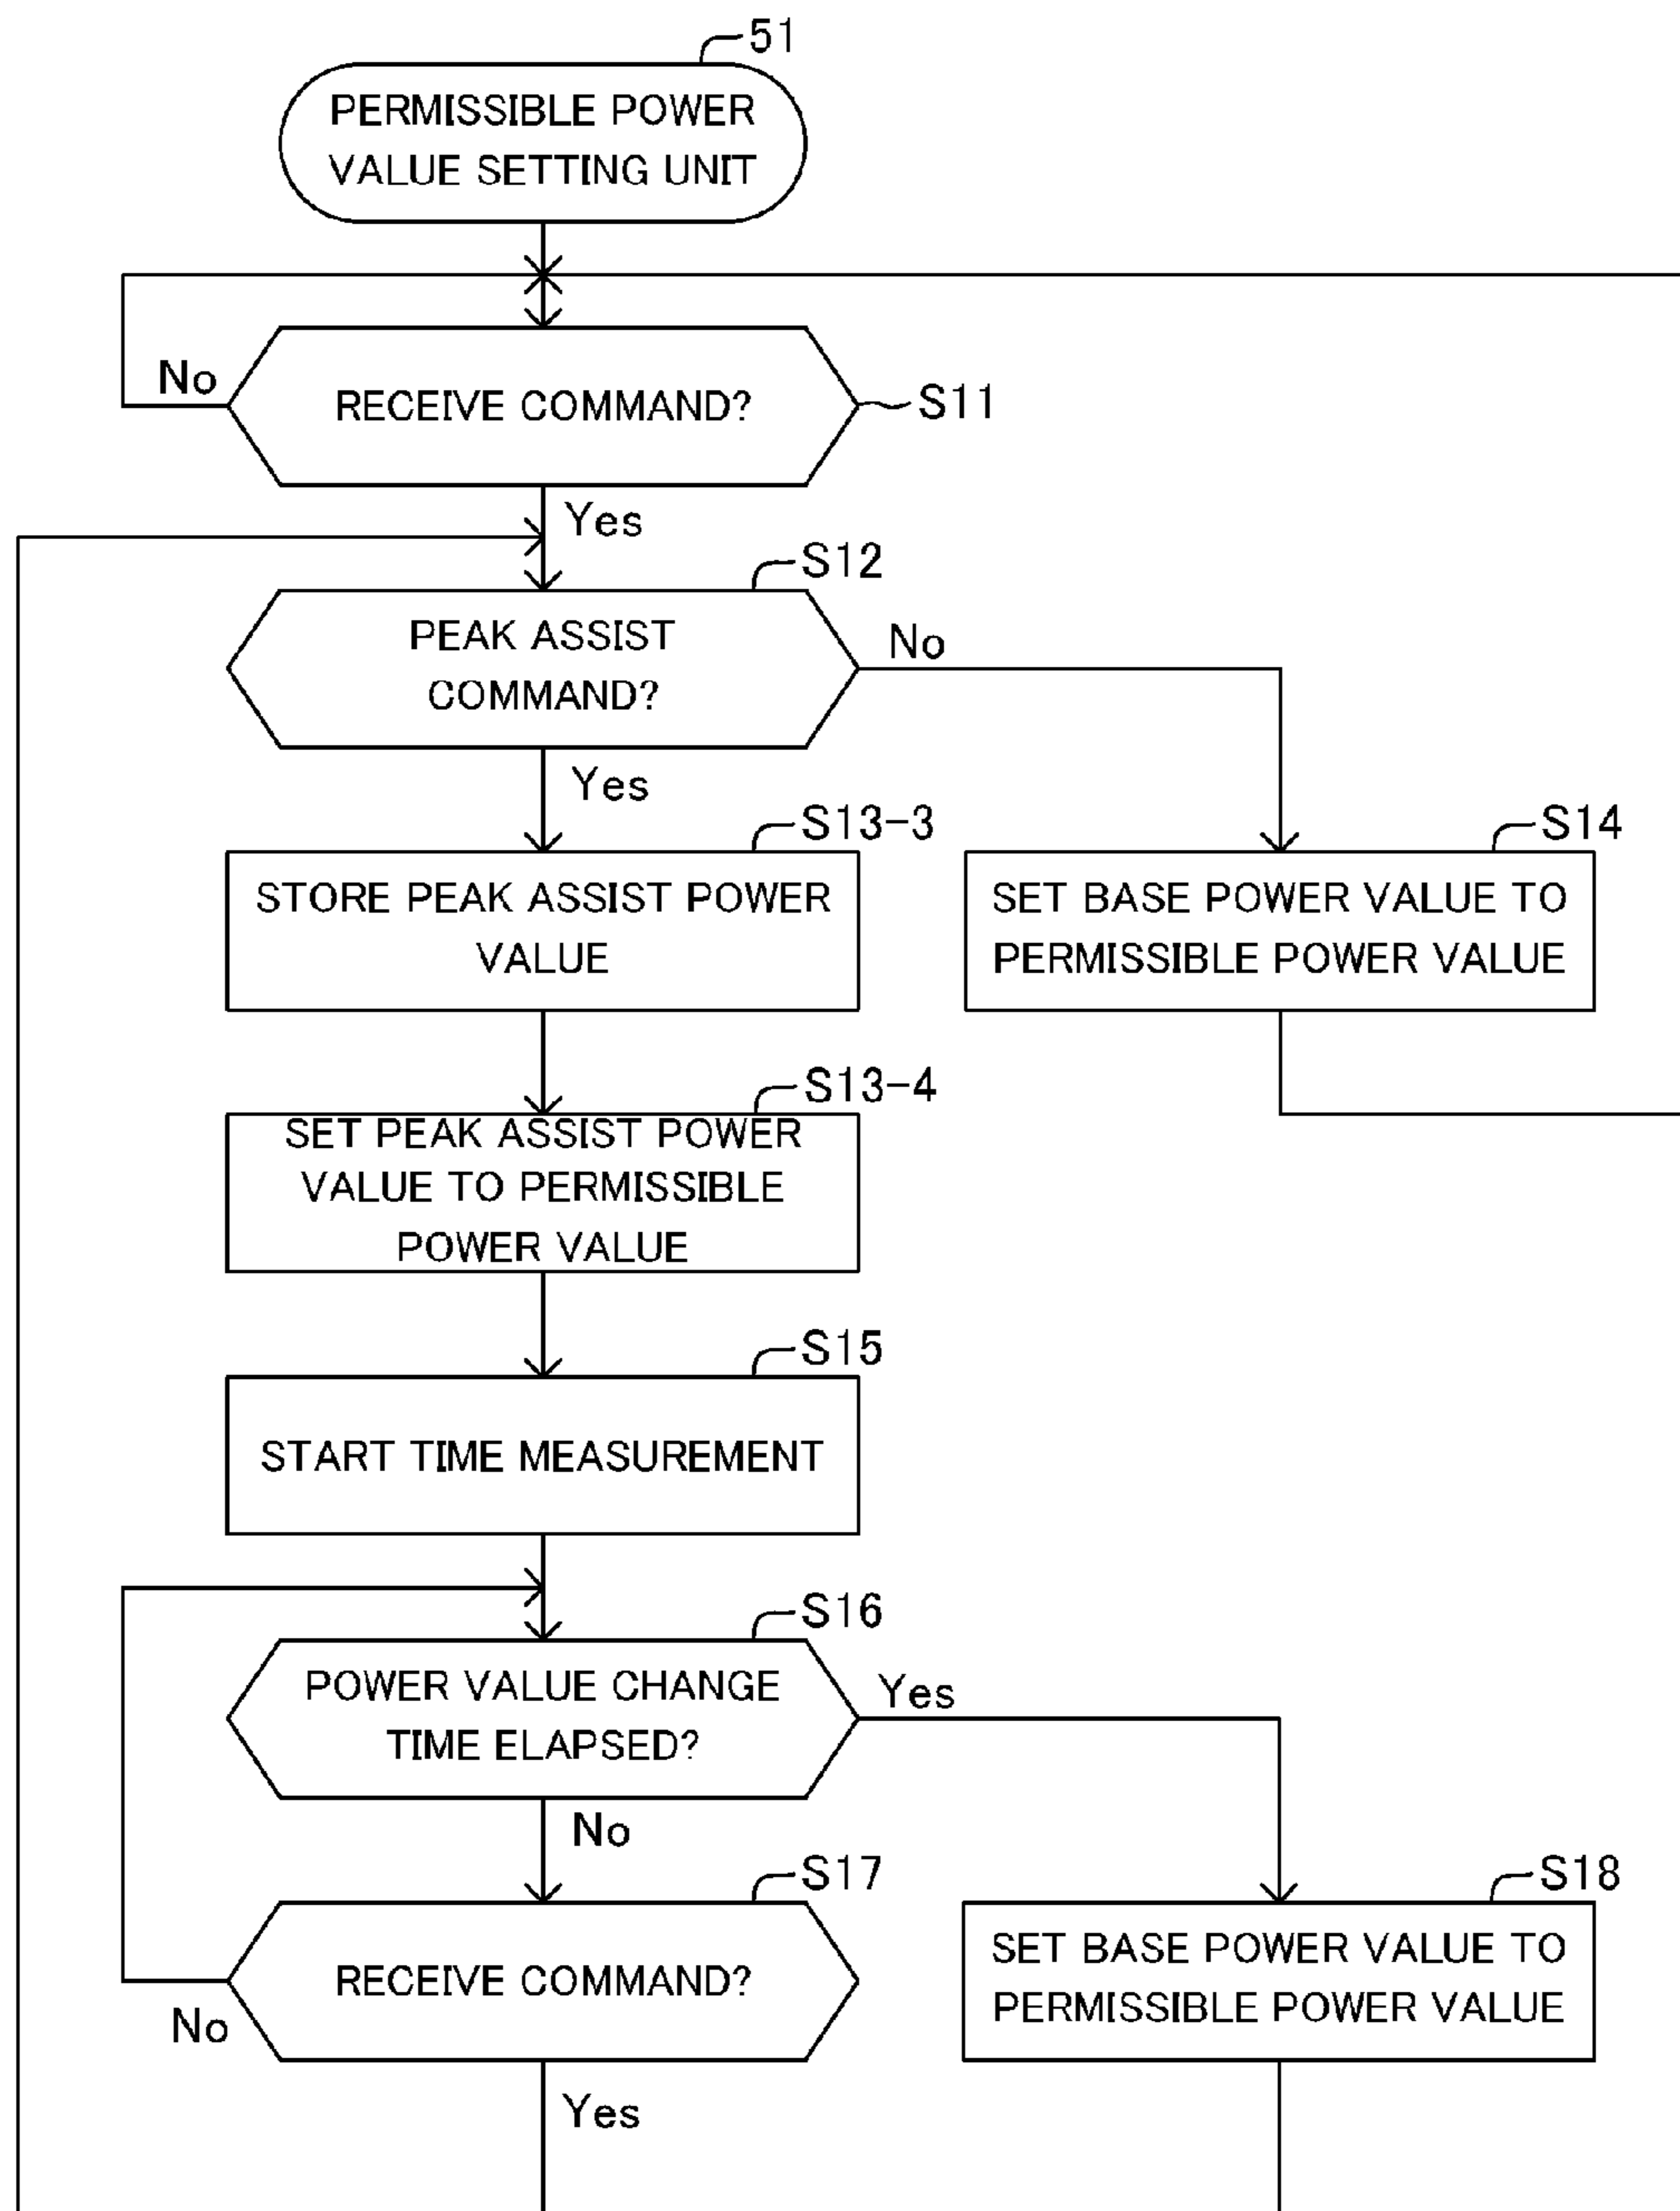 51
PERMISSIBLE POWER
VALUE SETTING UNIT
No
RECEIVE COMMAND?
S11
Yes
S12
PEAK ASSIST
COMMAND?
No
Yes
S13-3
STORE PEAK ASSIST POWER
VALUE
S14
SET BASE POWER VALUE TO
PERMISSIBLE POWER VALUE
S13-4
SET PEAK ASSIST POWER
VALUE TO PERMISSIBLE
POWER VALUE
S15
START TIME MEASUREMENT
S16
POWER VALUE CHANGE
TIME ELAPSED?
Yes
No
S17
RECEIVE COMMAND?
No
Yes
S18
SET BASE POWER VALUE TO
PERMISSIBLE POWER VALUE